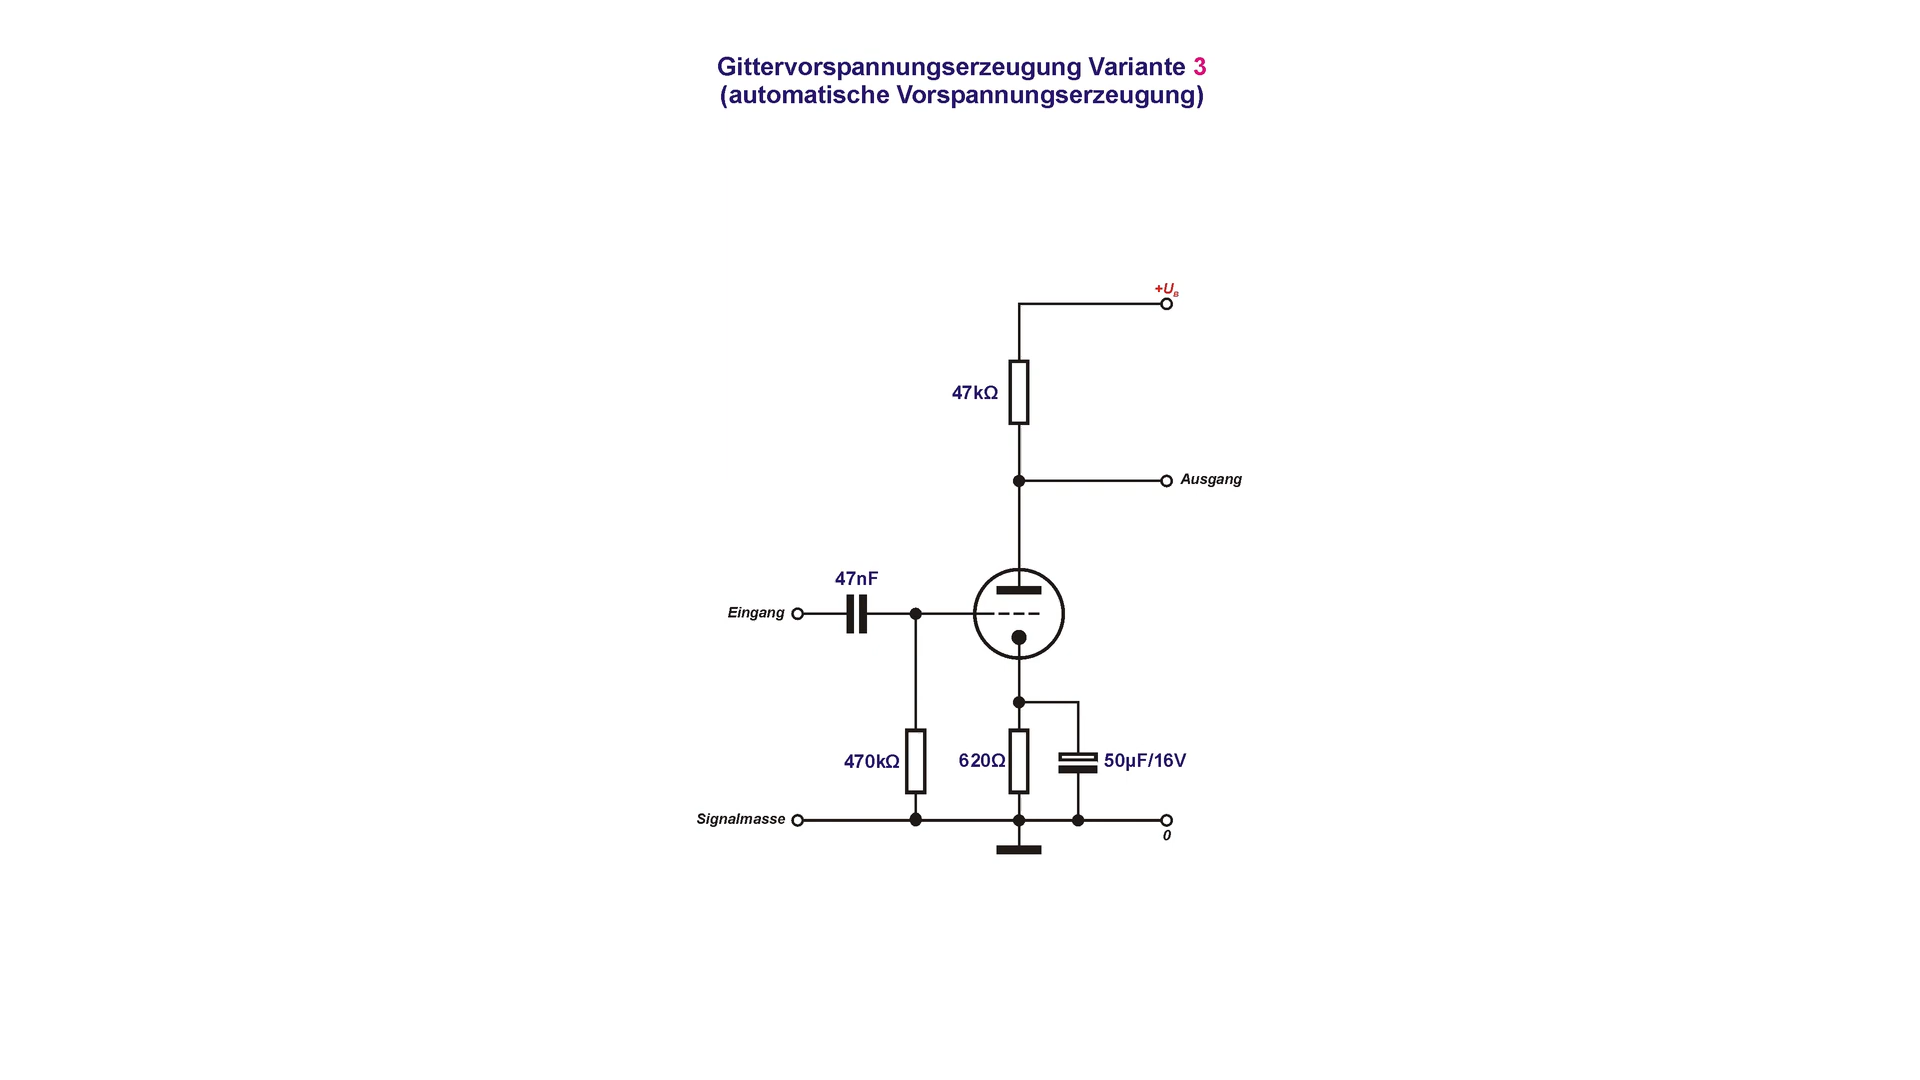 Gittervorspannungserzeugung Variante 3
(automatische Vorspannungserzeugung)
+UB
47kΩ
Ausgang
47nF
Eingang
470kΩ
620Ω
50µF/16V
Signalmasse
0